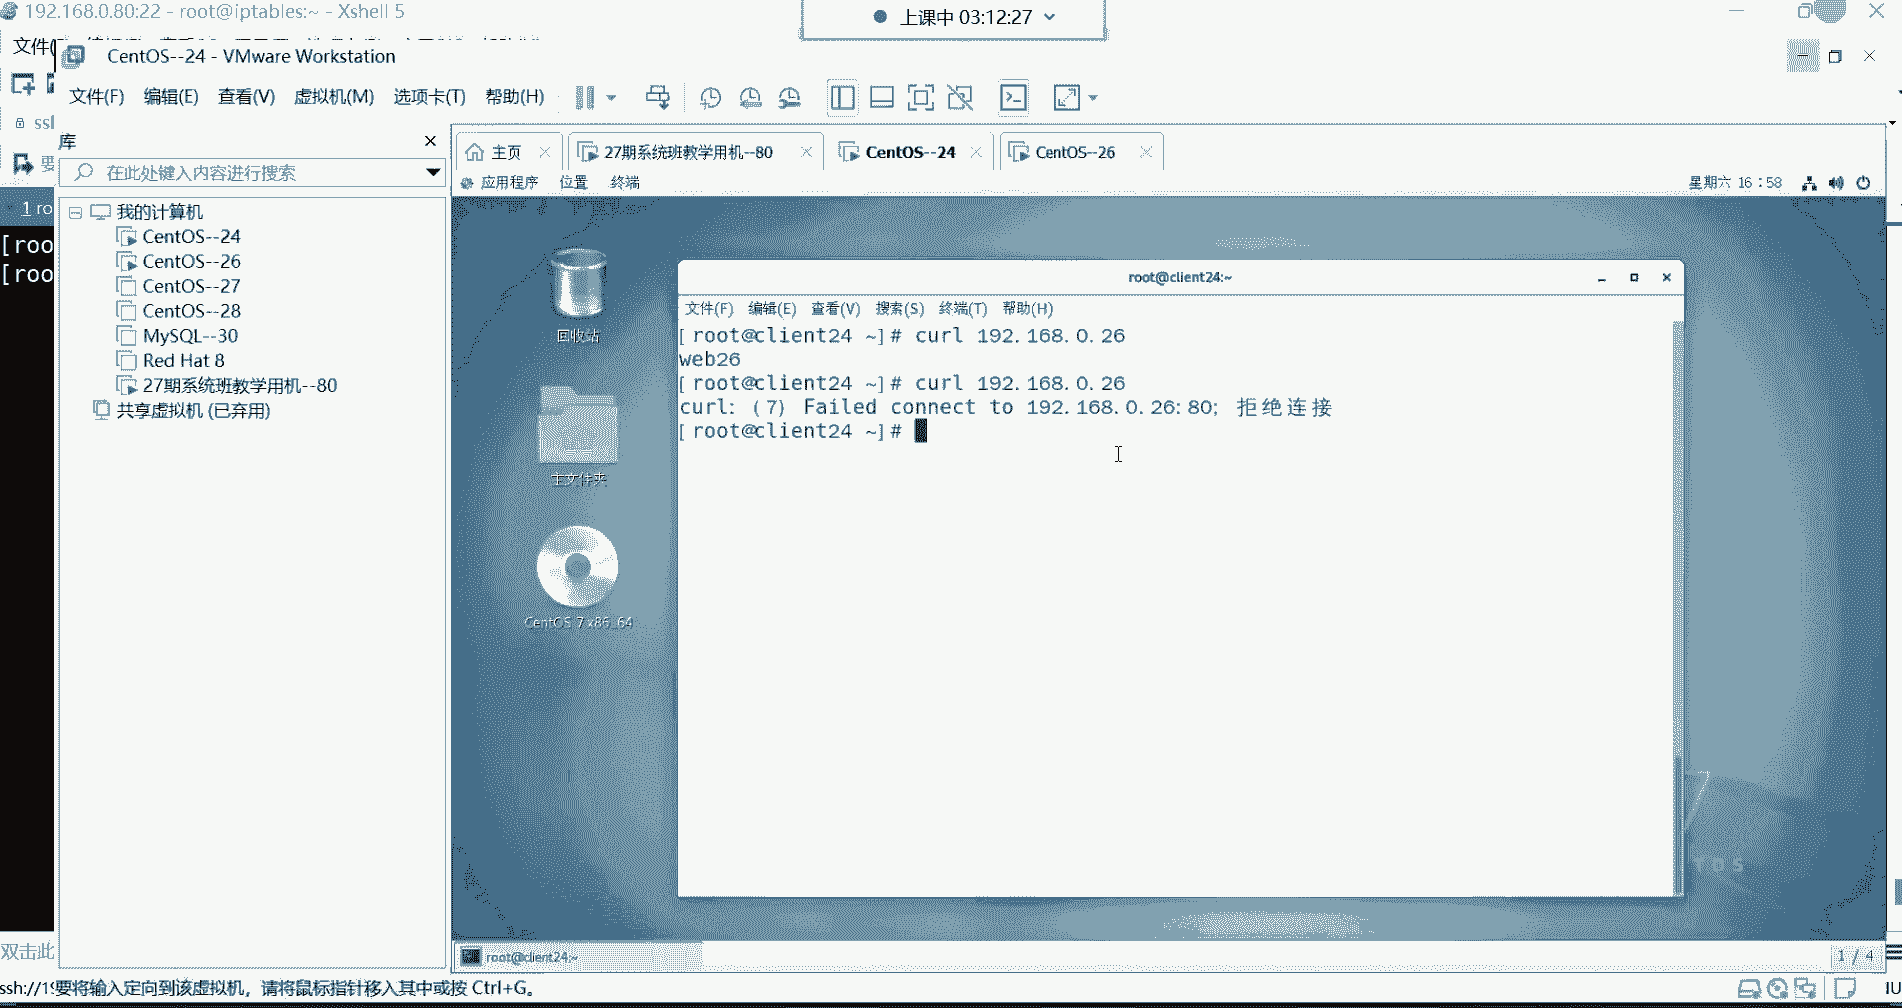 192.168.0.80:22 - root@iptables:~ - Xshell 5
上课中 03:12:27
文件(
CentOS--24 - VMware Workstation
文件(F) 编辑(E) 查看(V) 虚拟机(M) 选项卡(T) 帮助(H)
ssl
库
要
在此处键入内容进行搜索
主页 27期系统班教学用机--80 CentOS--24 CentOS--26
应用程序 位置 终端 星期六 16：58
1 ro
我的计算机
CentOS--24
CentOS--26
CentOS--27
CentOS--28
MySQL--30
Red Hat 8
27期系统班教学用机--80
共享虚拟机 (已弃用)
[roo
[roo
回收站
主文件夹
CentOS 7 x86_64
root@client24:~
文件(F) 编辑(E) 查看(V) 搜索(S) 终端(T) 帮助(H)
[root@client24 ~]# curl 192.168.0.26
web26
[root@client24 ~]# curl 192.168.0.26
curl: (7) Failed connect to 192.168.0.26:80; 拒绝连接
[root@client24 ~]#
TOS
双击此
root@client24:~
1 / 4
ssh://19
要将输入定向到该虚拟机，请将鼠标指针移入其中或按 Ctrl+G。